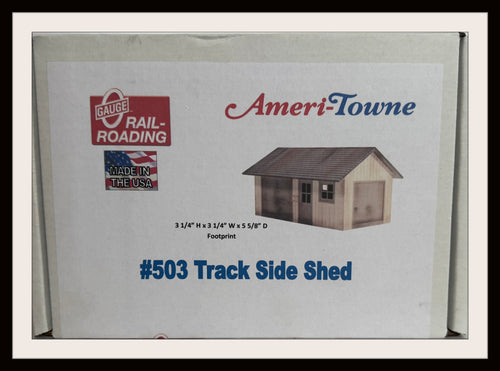 O GAUGE
RAIL-
ROADING
MADE IN
THE USA
Ameri-Towne
3 1/4" H x 3 1/4" W x 5 5/8" D
Footprint
#503 Track Side Shed